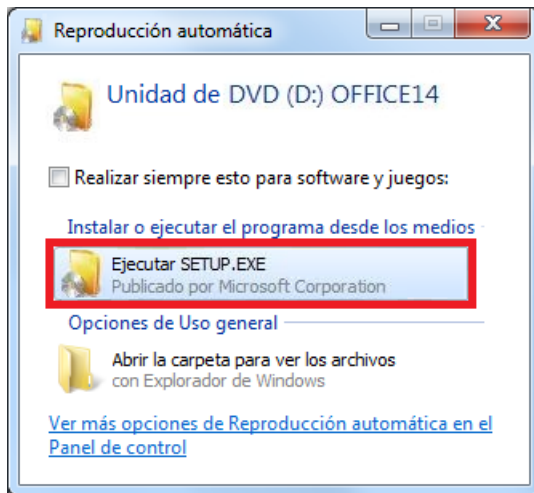 Reproducción automática
Unidad de DVD (D:) OFFICE14
Realizar siempre esto para software y juegos:
Instalar o ejecutar el programa desde los medios
Ejecutar SETUP.EXE
Publicado por Microsoft Corporation
Opciones de Uso general
Abrir la carpeta para ver los archivos
con Explorador de Windows
Ver más opciones de Reproducción automática en el
Panel de control